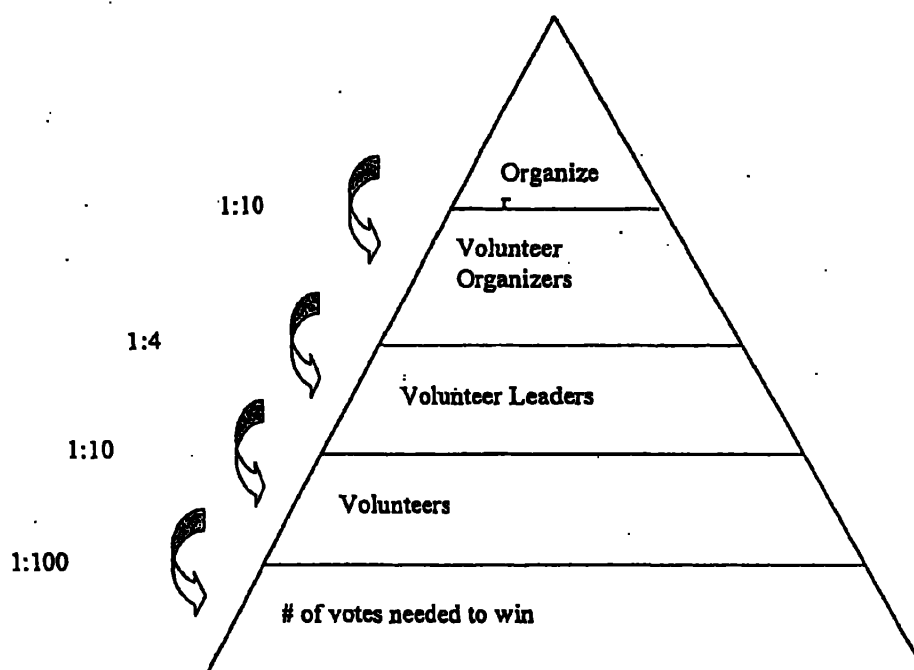 Organize
r
1:10
Volunteer
Organizers
1:4
Volunteer Leaders
1:10
Volunteers
1:100
# of votes needed to win